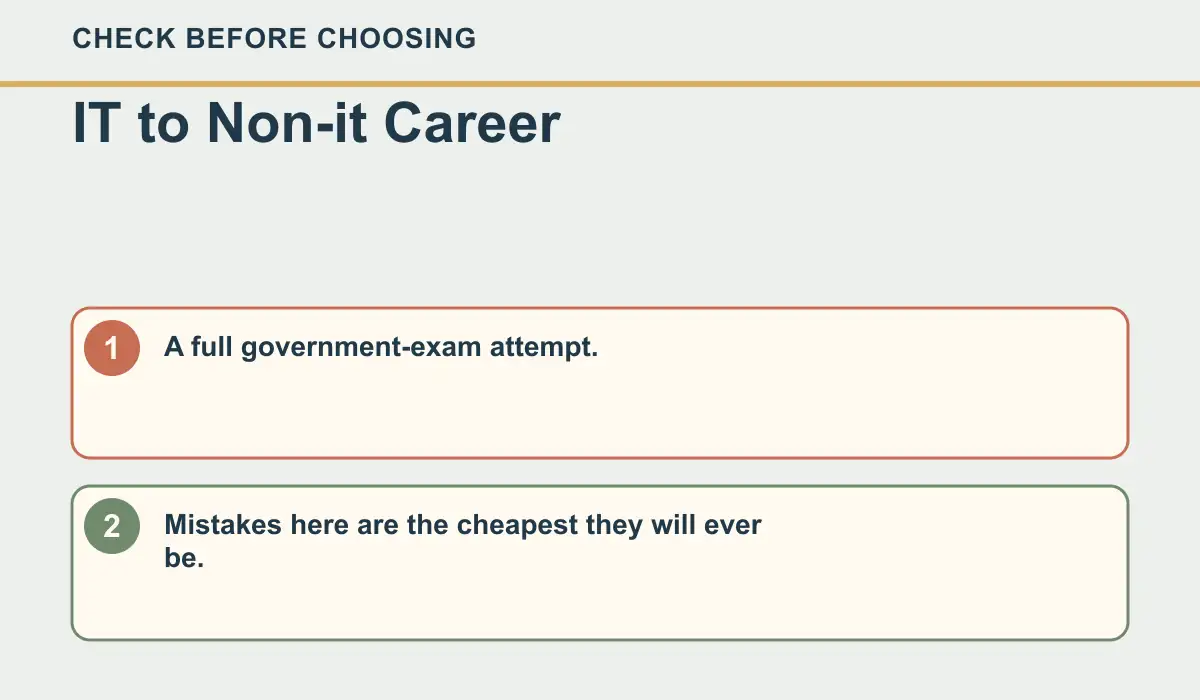 CHECK BEFORE CHOOSING
IT to Non-it Career
1
A full government-exam attempt.
2
Mistakes here are the cheapest they will ever
be.